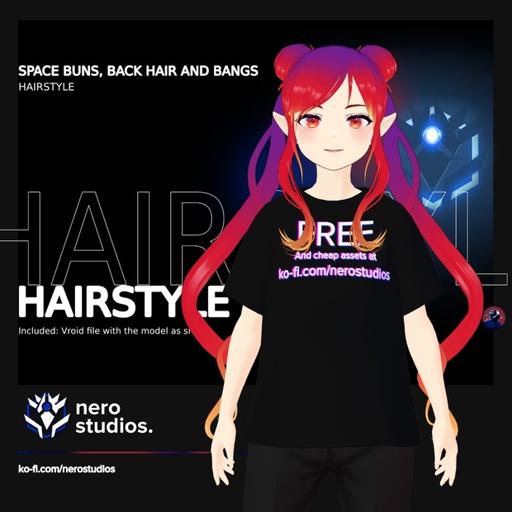 SPACE BUNS, BACK HAIR AND BANGS
HAIRSTYLE
HAIRSTYLE
FREE
And cheap assets at
ko-fi.com/nerostudios
HAIRSTYLE
Included: Vroid file with the model as
nero
studios.
ko-fi.com/nerostudios